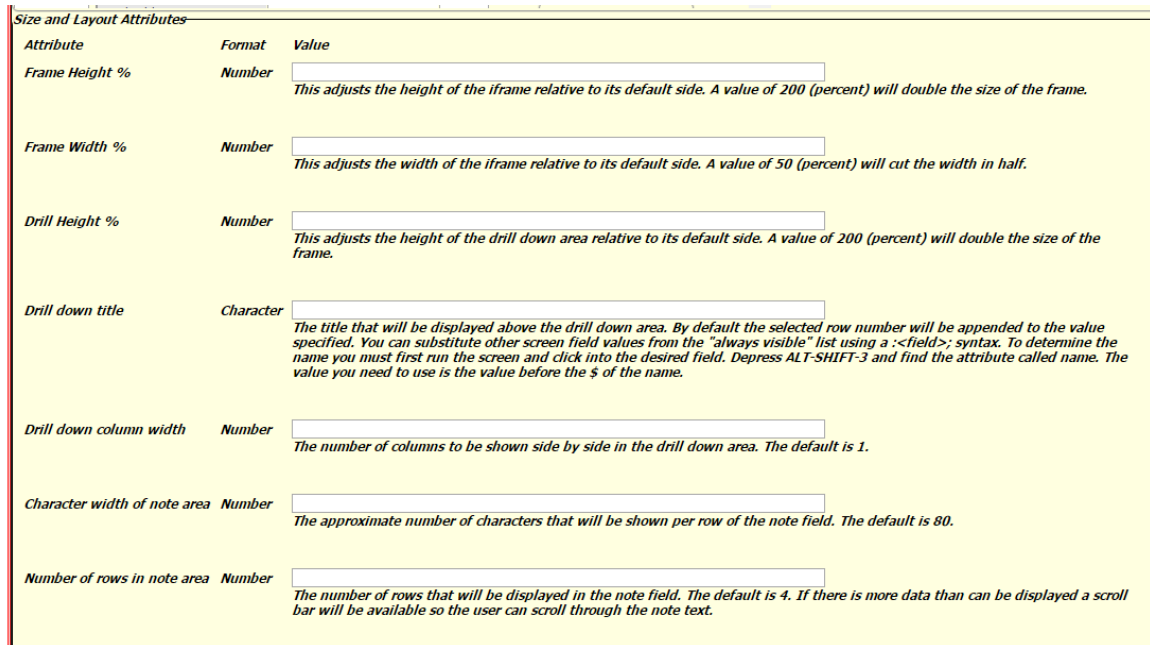 Size and Layout Attributes
Attribute Format Value
Frame Height % Number
This adjusts the height of the iframe relative to its default side. A value of 200 (percent) will double the size of the frame.
Frame Width % Number
This adjusts the width of the iframe relative to its default side. A value of 50 (percent) will cut the width in half.
Drill Height % Number
This adjusts the height of the drill down area relative to its default side. A value of 200 (percent) will double the size of the
frame.
Drill down title Character
The title that will be displayed above the drill down area. By default the selected row number will be appended to the value
specified. You can substitute other screen field values from the "always visible" list using a :<field>; syntax. To determine the
name you must first run the screen and click into the desired field. Depress ALT-SHIFT-3 and find the attribute called name. The
value you need to use is the value before the $ of the name.
Drill down column width Number
The number of columns to be shown side by side in the drill down area. The default is 1.
Character width of note area Number
The approximate number of characters that will be shown per row of the note field. The default is 80.
Number of rows in note area Number
The number of rows that will be displayed in the note field. The default is 4. If there is more data than can be displayed a scroll
bar will be available so the user can scroll through the note text.